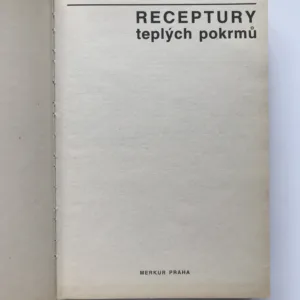 RECEPTURY
teplých pokrmů
MERKUR PRAHA